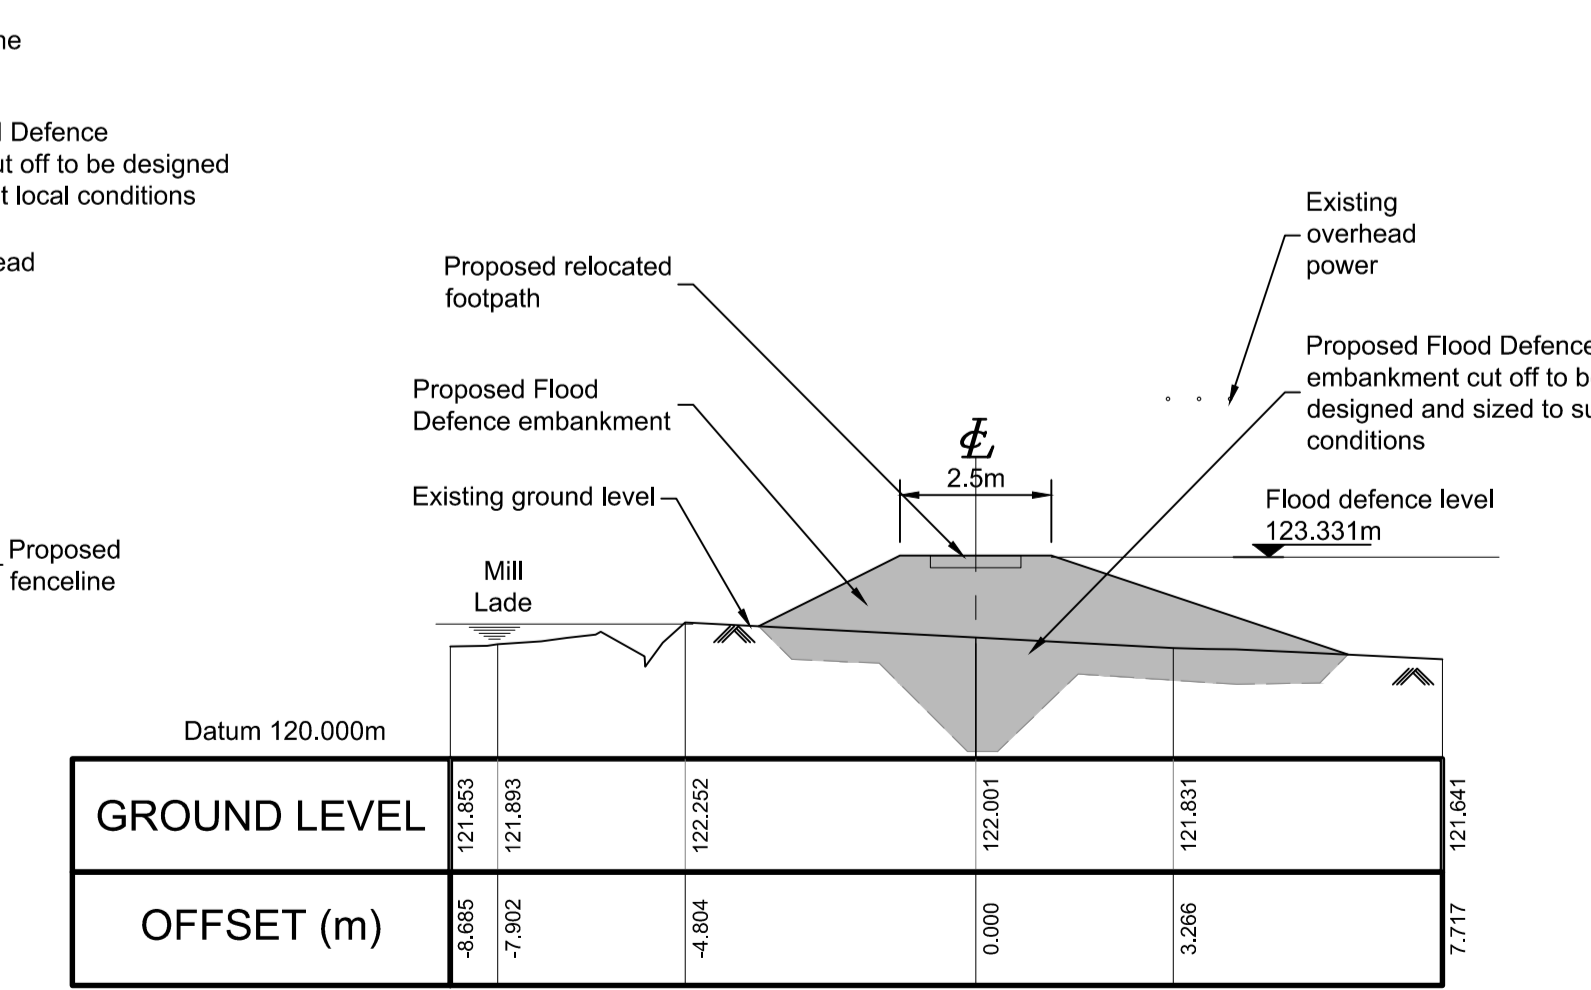 Defence
off to be designed
local conditions
Existing
overhead
power
Proposed relocated
footpath
Proposed Flood Defence
embankment cut off to
designed and sized to
conditions
Proposed Flood
Defence embankment
℄
2.5m
Existing ground level
Flood defence level
123.331m
Proposed
fenceline
Mill
Lade
Datum 120.000m
GROUND LEVEL
121.853
121.893
122.252
122.001
121.831
121.641
OFFSET (m)
-8.685
-7.902
-4.804
0.000
3.266
7.717